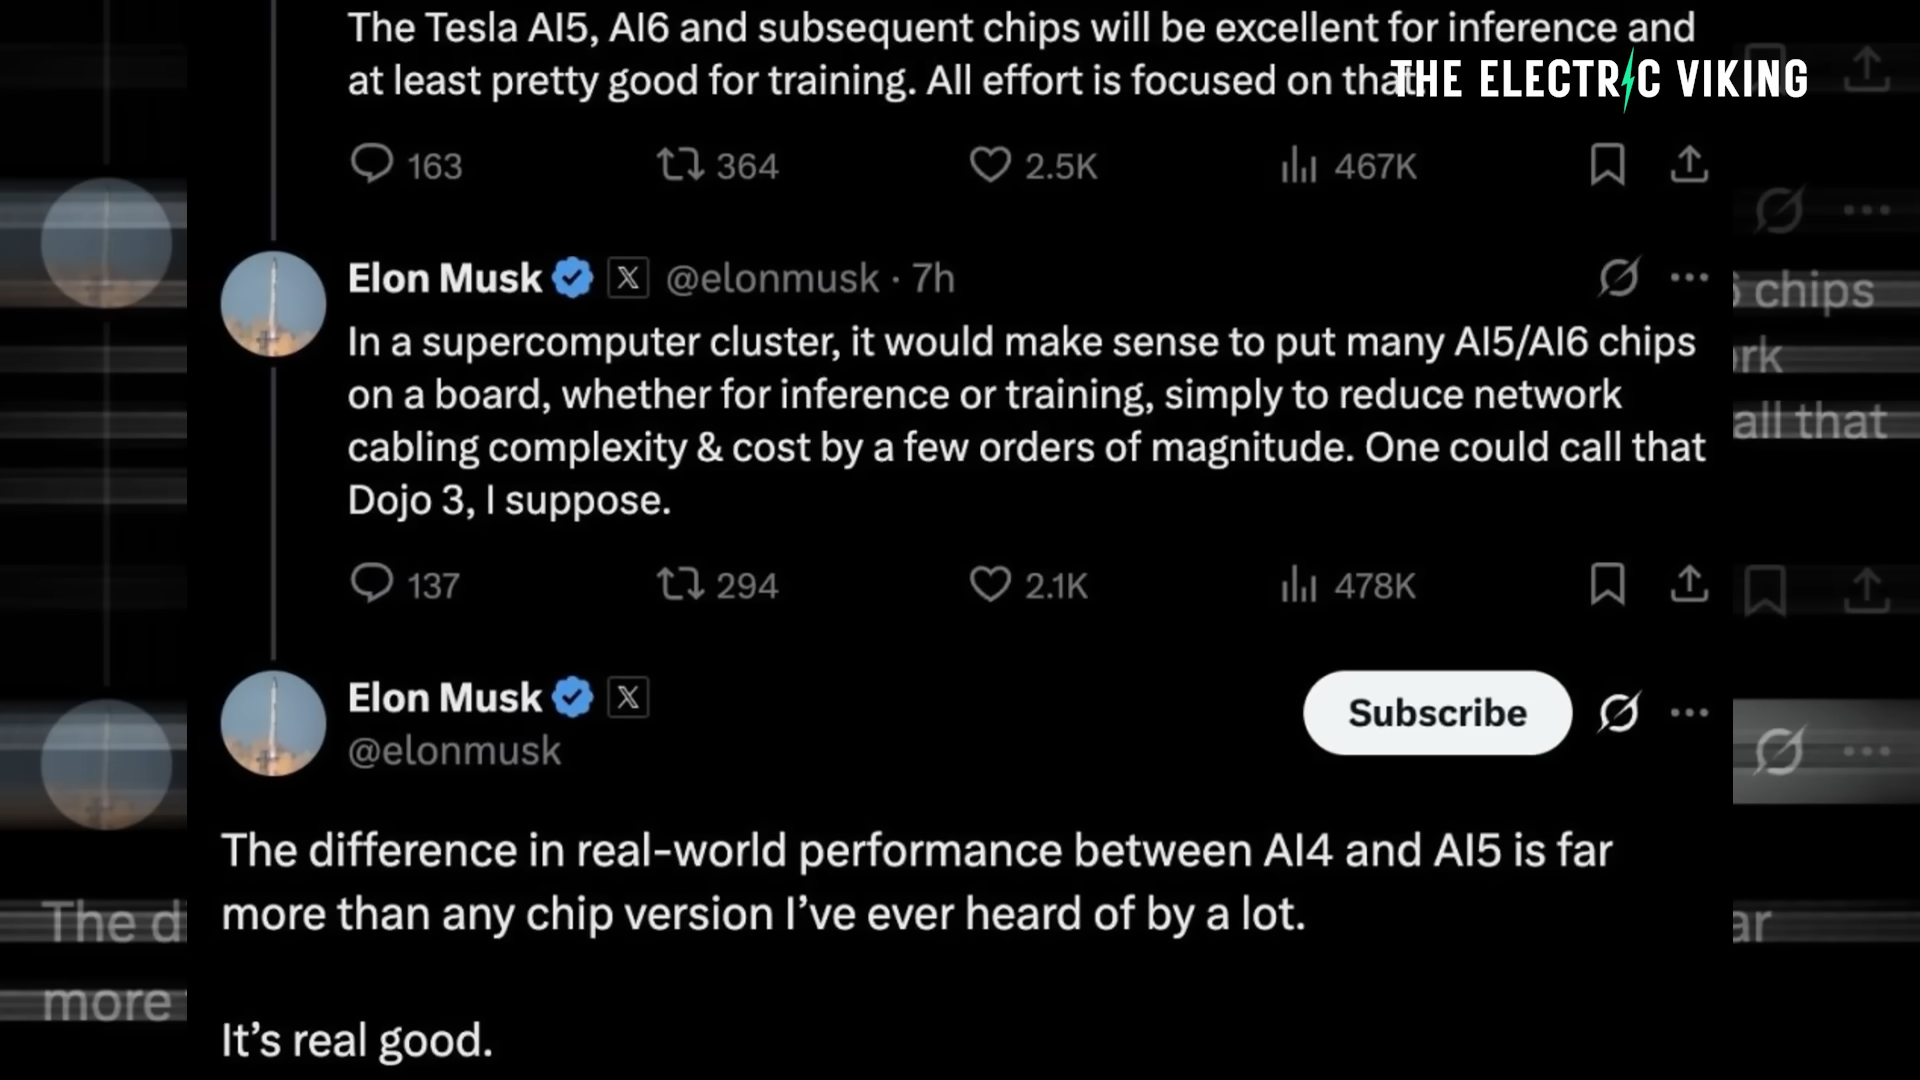 The Tesla AI5, AI6 and subsequent chips will be excellent for inference and
at least pretty good for training. All effort is focused on that.
THE ELECTRIC VIKING
163 364 2.5K 467K
Elon Musk X @elonmusk · 7h
In a supercomputer cluster, it would make sense to put many AI5/AI6 chips
on a board, whether for inference or training, simply to reduce network
cabling complexity & cost by a few orders of magnitude. One could call that
Dojo 3, I suppose.
137 294 2.1K 478K
Elon Musk X
@elonmusk
Subscribe
The difference in real-world performance between AI4 and AI5 is far
more than any chip version I've ever heard of by a lot.
It's real good.
chips
all that
The d
more